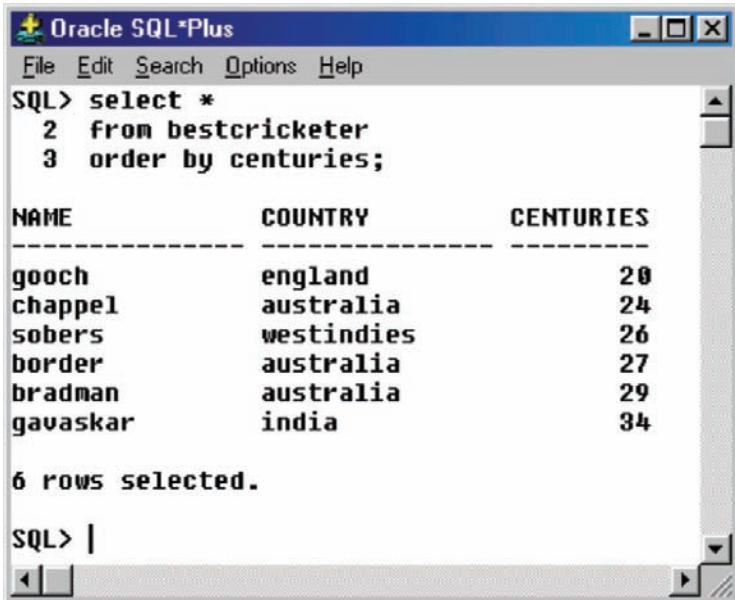 Oracle SQL*Plus
File Edit Search Options Help
SQL> select *
2 from bestcricketer
3 order by centuries;
NAME COUNTRY CENTURIES
--------------- --------------- ---------
gooch england 20
chappel australia 24
sobers westindies 26
border australia 27
bradman australia 29
gavaskar india 34
6 rows selected.
SQL>